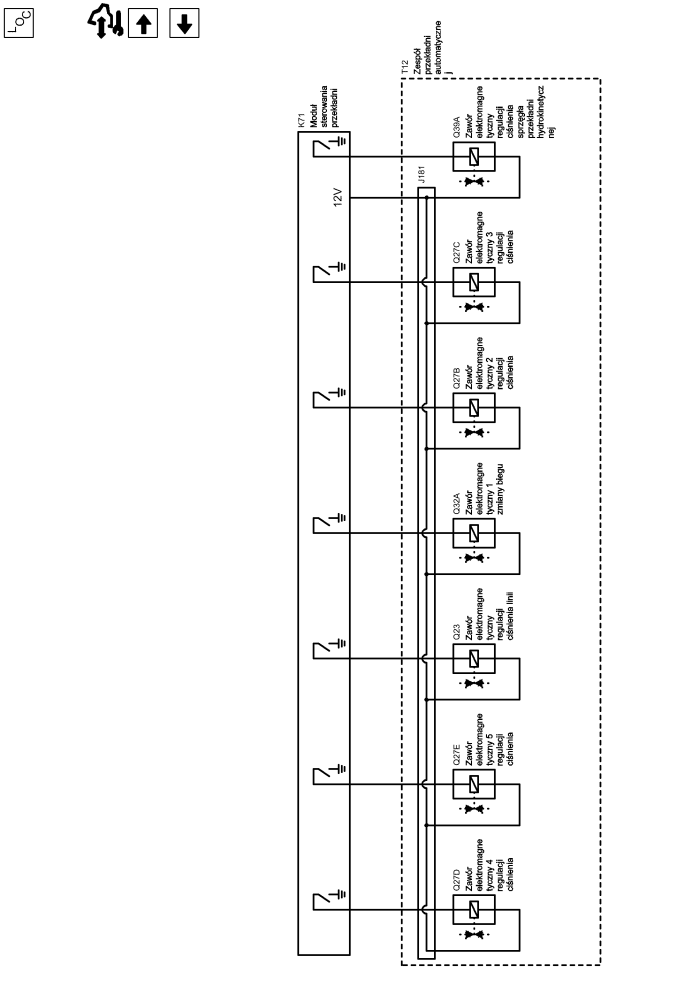 LOC
K71
Moduł
sterowania
przekładni
12V
T12
Zespół
przekładni
automatyczne
j
J181
Q39A
Zawór
elektromagne
tyczny
regulacji
ciśnienia
sprzęgła
przekładni
hydrokinetycz
nej
Q27C
Zawór
elektromagne
tyczny 3
regulacji
ciśnienia
Q27B
Zawór
elektromagne
tyczny 2
regulacji
ciśnienia
Q32A
Zawór
elektromagne
tyczny 1
zmiany biegu
Q23
Zawór
elektromagne
tyczny
regulacji
ciśnienia linii
Q27E
Zawór
elektromagne
tyczny 5
regulacji
ciśnienia
Q27D
Zawór
elektromagne
tyczny 4
regulacji
ciśnienia